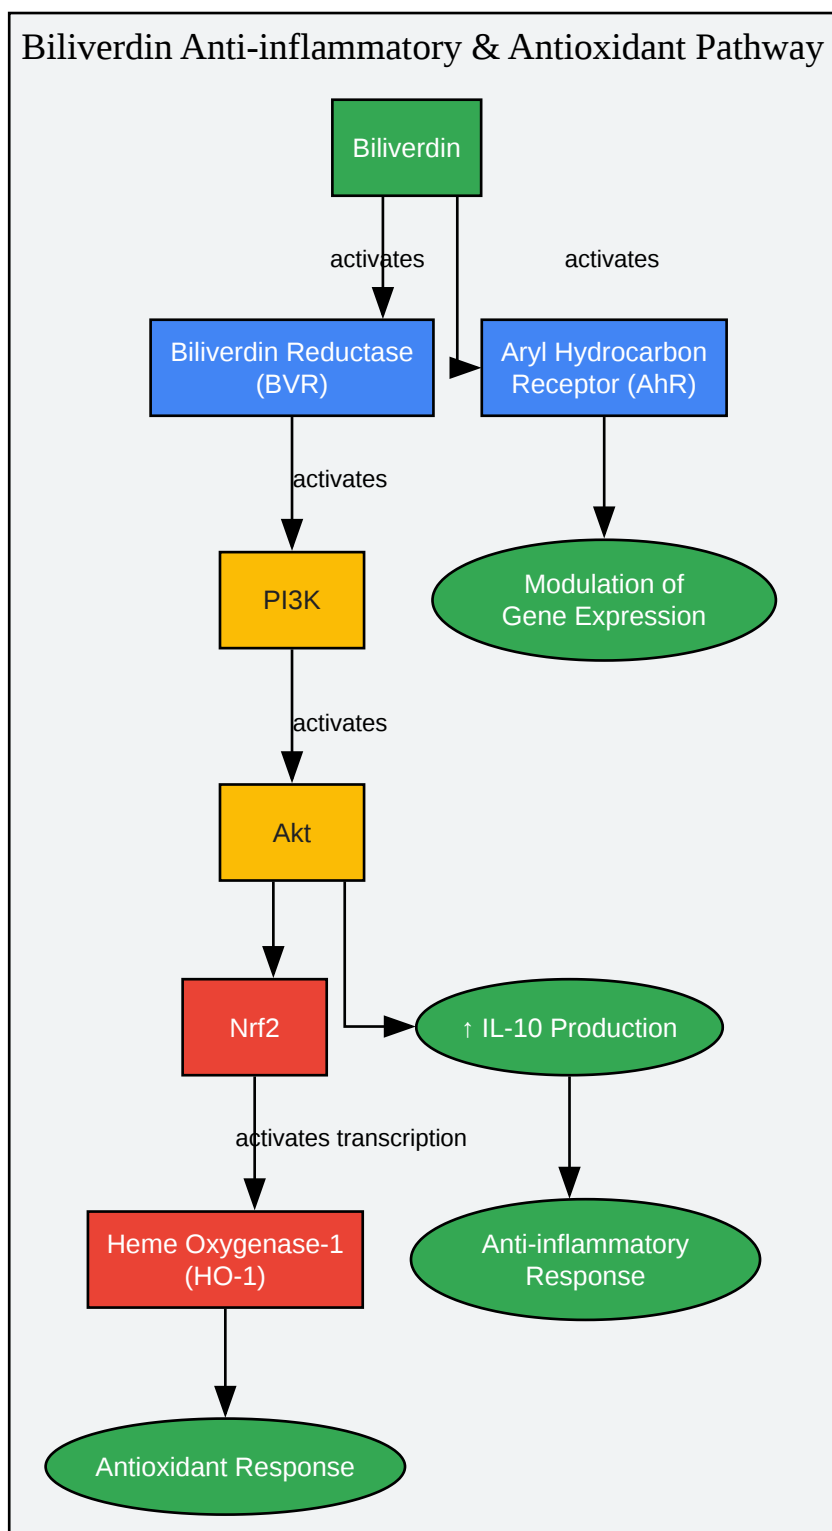 Biliverdin Anti-inflammatory & Antioxidant Pathway
Biliverdin
activates
activates
Biliverdin Reductase
(BVR)
Aryl Hydrocarbon
Receptor (AhR)
activates
PI3K
Modulation of
Gene Expression
activates
Akt
Nrf2
↑ IL-10 Production
activates transcription
Heme Oxygenase-1
(HO-1)
Anti-inflammatory
Response
Antioxidant Response